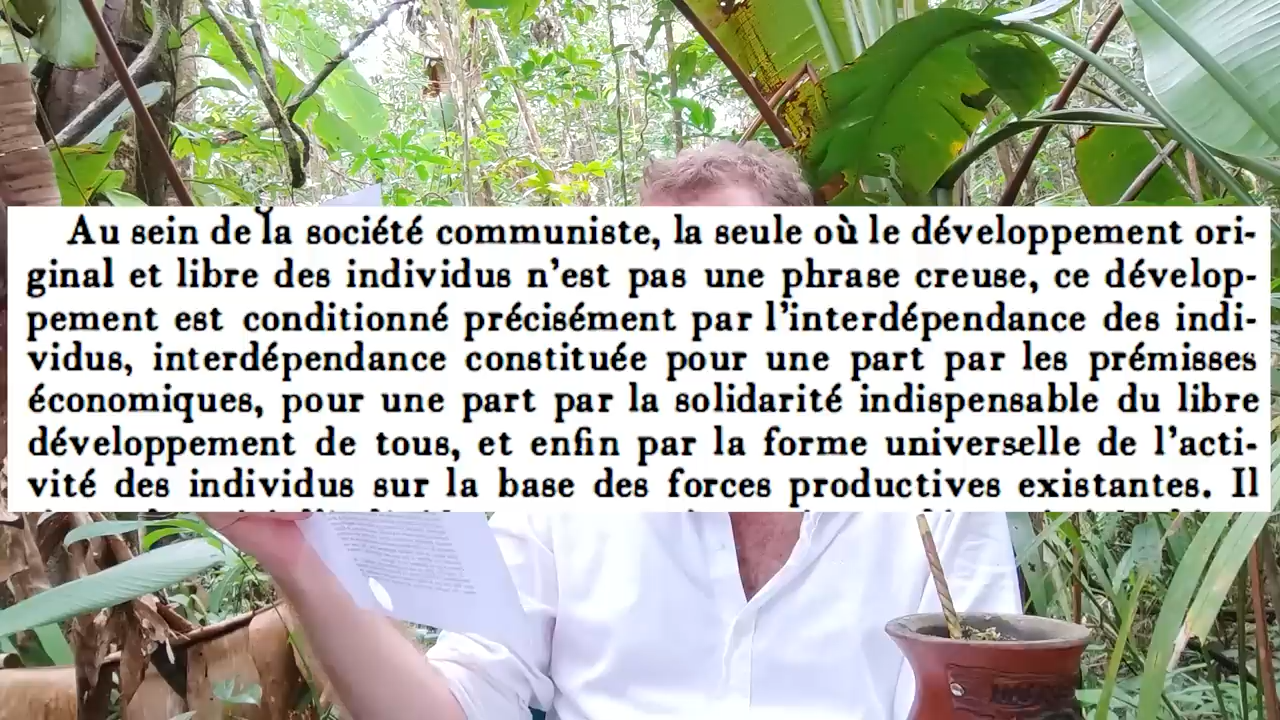 Au sein de la société communiste, la seule où le développement ori-
ginal et libre des individus n'est pas une phrase creuse, ce dévelop-
pement est conditionné précisément par l'interdépendance des indi-
vidus, interdépendance constituée pour une part par les prémisses
économiques, pour une part par la solidarité indispensable du libre
développement de tous, et enfin par la forme universelle de l'acti-
vité des individus sur la base des forces productives existantes. Il